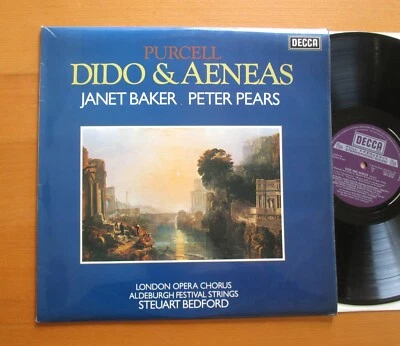 PURCELL
DECCA
DIDO & AENEAS
JANET BAKER PETER PEARS
LONDON OPERA CHORUS
ALDEBURGH FESTIVAL STRINGS
STEUART BEDFORD
DECCA